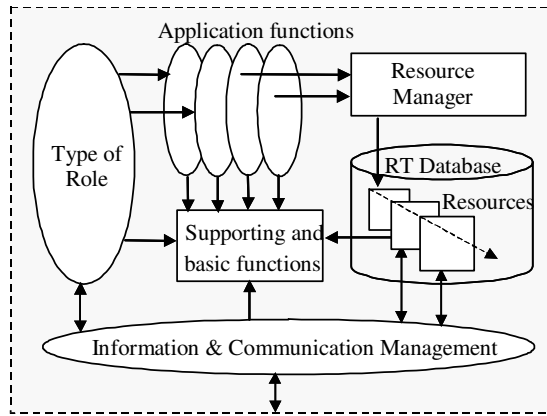 Application functions
Resource
Manager
Type of
Role
RT Database
Resources
Supporting and
basic functions
Information & Communication Management